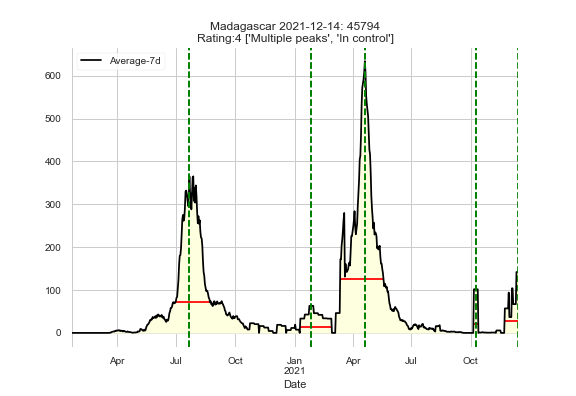 Madagascar 2021-12-14: 45794
Rating:4 ['Multiple peaks', 'In control']
Average-7d
600
500
400
300
200
100
0
Apr Jul Oct Jan Apr Jul Oct
2021
Date